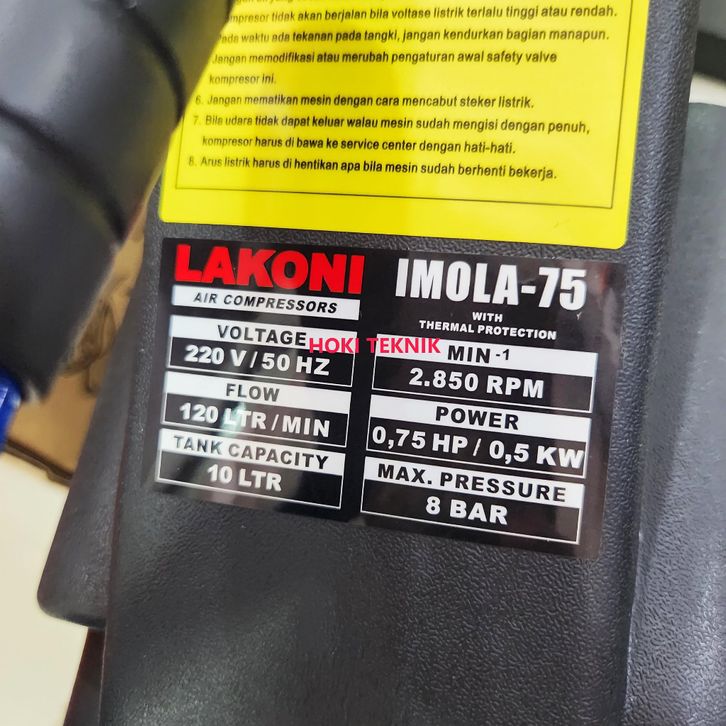 kompresor tidak akan berjalan bila voltase listrik terlalu tinggi atau rendah.
Pada waktu ada tekanan pada tangki, jangan kendurkan bagian manapun.
Jangan memodifikasi atau merubah pengaturan awal safety valve
kompresor ini.
6. Jangan mematikan mesin dengan cara mencabut steker listrik.
7. Bila udara tidak dapat keluar walau mesin sudah mengisi dengan penuh,
kompresor harus di bawa ke service center dengan hati-hati.
8. Arus listrik harus di hentikan apa bila mesin sudah berhenti bekerja.
LAKONI
AIR COMPRESSORS
IMOLA-75
WITH
THERMAL PROTECTION
HOKI TEKNIK
VOLTAGE
220 V / 50 HZ
FLOW
120 LTR / MIN
TANK CAPACITY
10 LTR
MIN -1
2.850 RPM
POWER
0,75 HP / 0,5 KW
MAX. PRESSURE
8 BAR